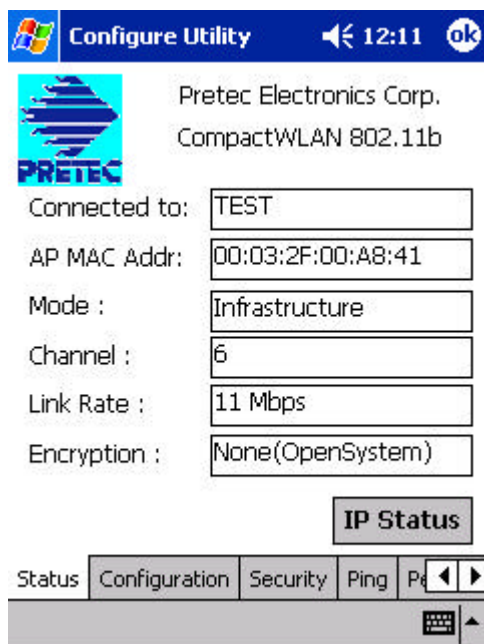 Configure Utility 12:11 ok
Pretec Electronics Corp.
CompactWLAN 802.11b
PRETEC
Connected to: TEST
AP MAC Addr: 00:03:2F:00:A8:41
Mode : Infrastructure
Channel : 6
Link Rate : 11 Mbps
Encryption : None(OpenSystem)
IP Status
Status Configuration Security Ping